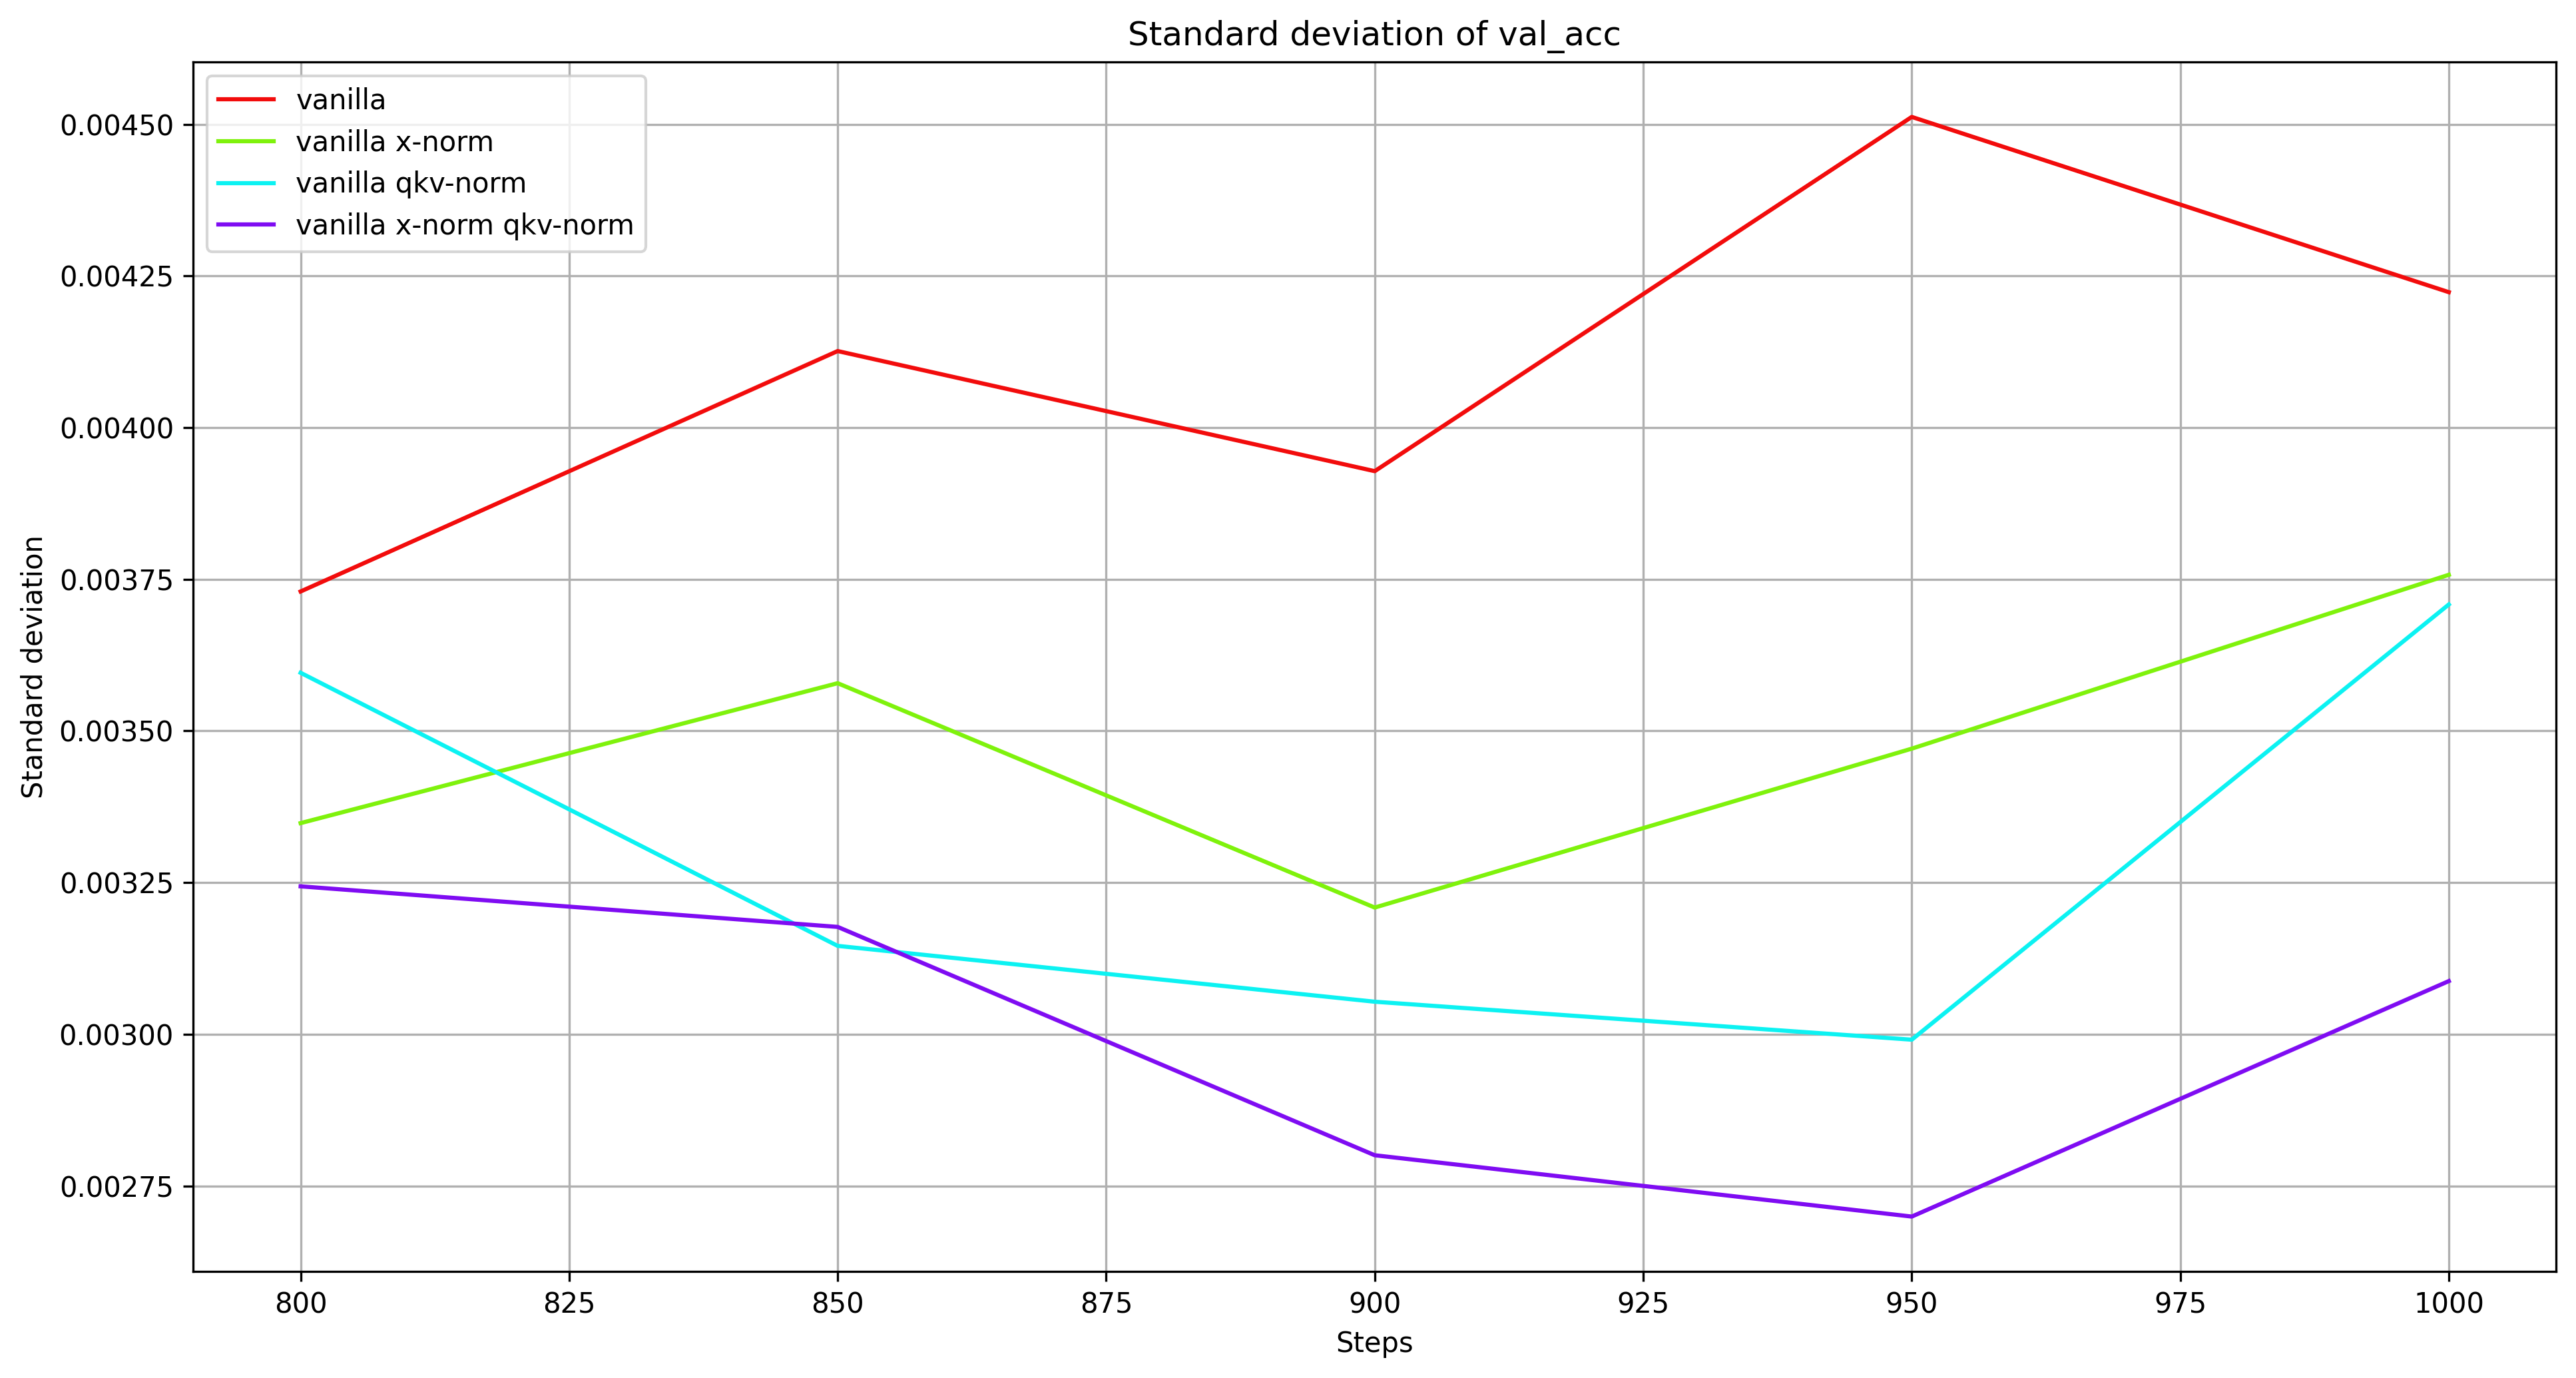 Standard deviation of val_acc
vanilla
vanilla x-norm
vanilla qkv-norm
vanilla x-norm qkv-norm
0.00450
0.00425
0.00400
0.00375
0.00350
0.00325
0.00300
0.00275
Standard deviation
800 825 850 875 900 925 950 975 1000
Steps